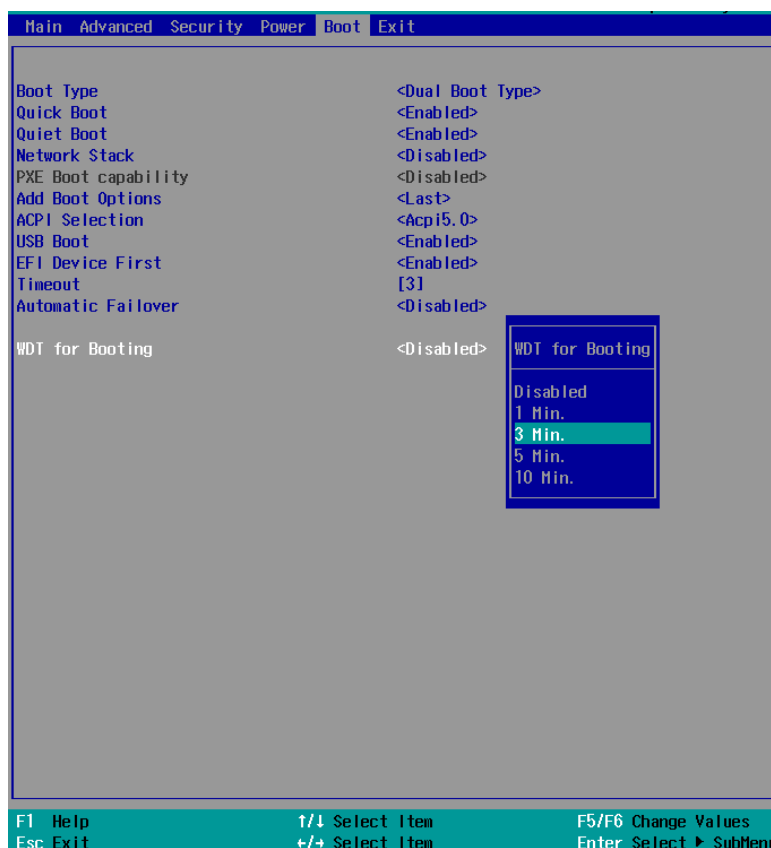 Main Advanced Security Power Boot Exit
Boot Type <Dual Boot Type>
Quick Boot <Enabled>
Quiet Boot <Enabled>
Network Stack <Disabled>
PXE Boot capability <Disabled>
Add Boot Options <Last>
ACPI Selection <Acpi5.0>
USB Boot <Enabled>
EFI Device First <Enabled>
Timeout [3]
Automatic Failover <Disabled>
WDT for Booting <Disabled>
WDT for Booting
Disabled
1 Min.
3 Min.
5 Min.
10 Min.
F1 Help ↑/↓ Select Item F5/F6 Change Values
Esc Exit ←/→ Select Item Enter Select ▶ SubMenu